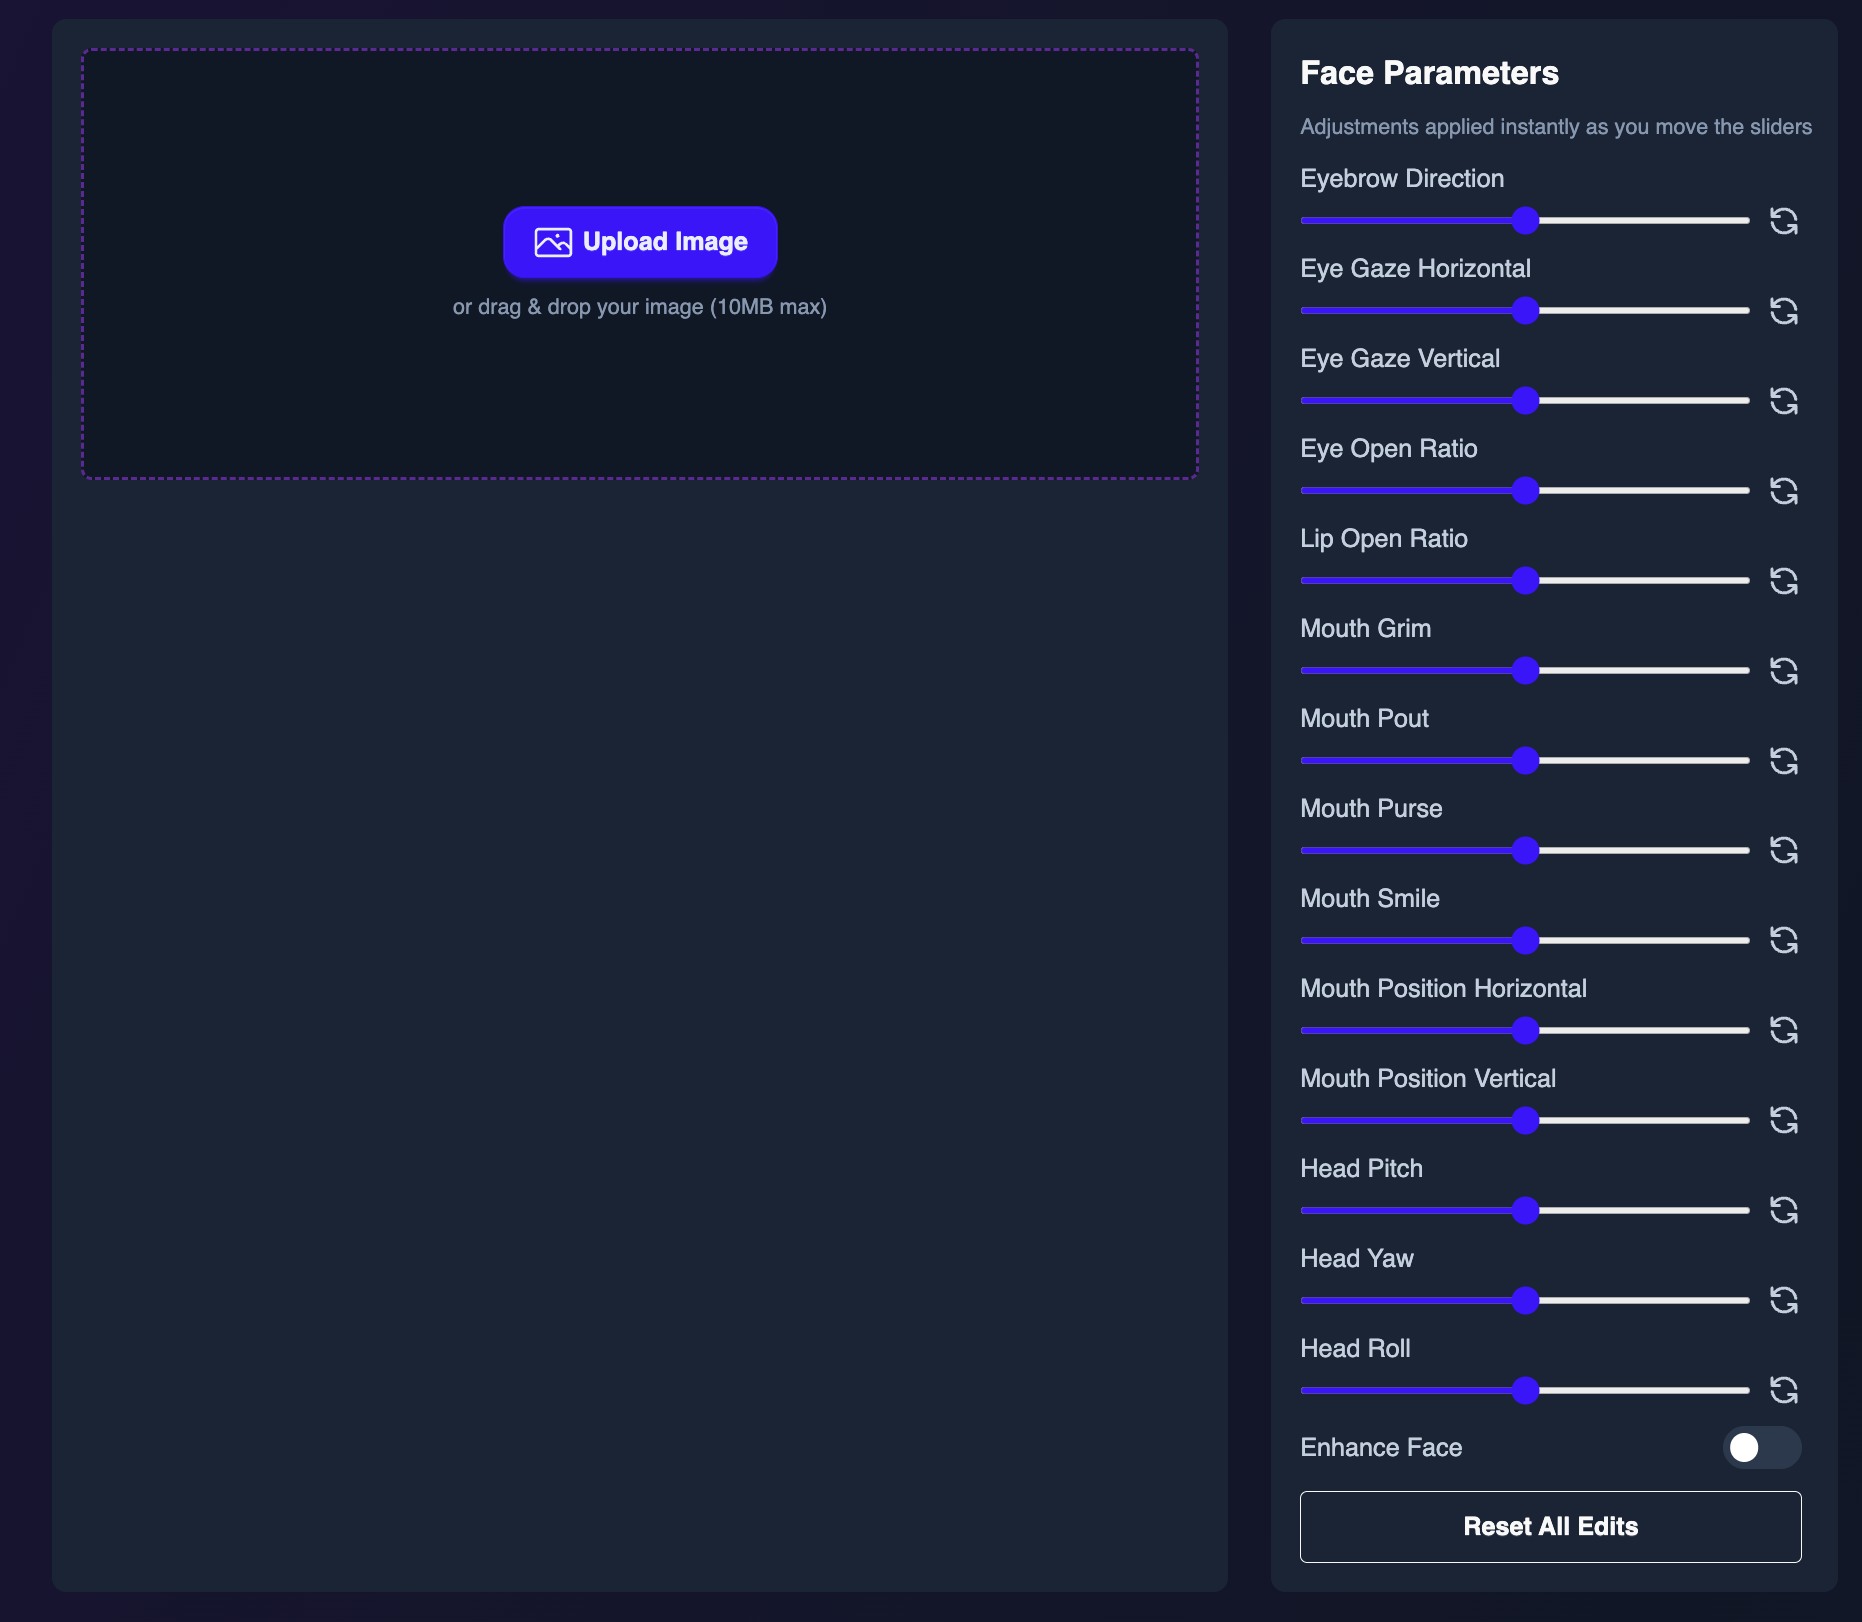 Upload Image
or drag & drop your image (10MB max)
Face Parameters
Adjustments applied instantly as you move the sliders
Eyebrow Direction
Eye Gaze Horizontal
Eye Gaze Vertical
Eye Open Ratio
Lip Open Ratio
Mouth Grim
Mouth Pout
Mouth Purse
Mouth Smile
Mouth Position Horizontal
Mouth Position Vertical
Head Pitch
Head Yaw
Head Roll
Enhance Face
Reset All Edits